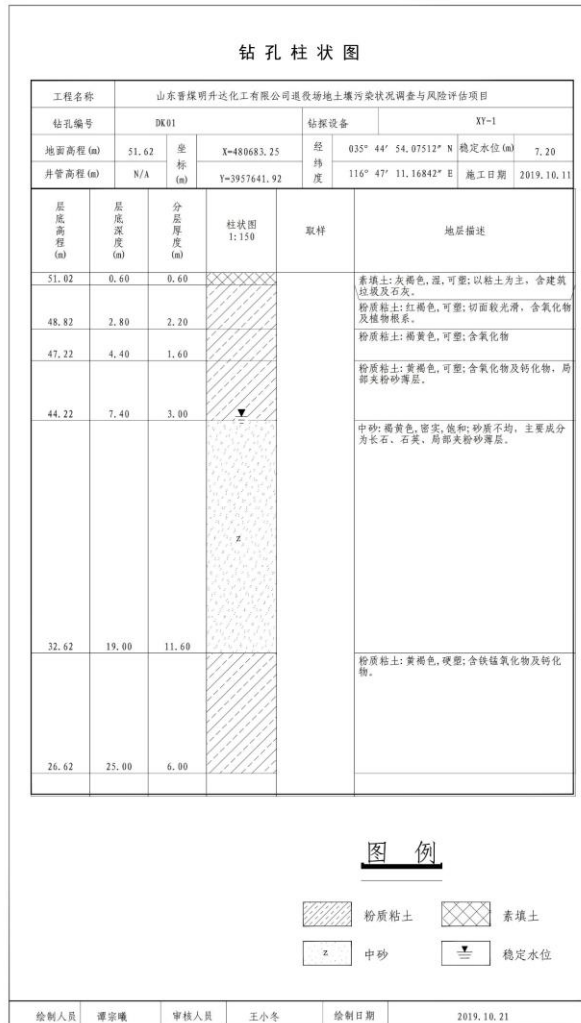 钻孔柱状图
工程名称 山东晋煤明升达化工有限公司退役场地土壤污染状况调查与风险评估项目
钻孔编号 DK01 钻探设备 XY-1
地面高程(m) 51.62 坐标(m) X=480683.25 经纬度 035° 44′ 54.07512″ N 稳定水位(m) 7.20
井管高程(m) N/A Y=3957641.92 116° 47′ 11.16842″ E 施工日期 2019.10.11
层底高程(m) 层底深度(m) 分层厚度(m) 柱状图 1:150 取样 地层描述
51.02 0.60 0.60 素填土:灰褐色,湿,可塑;以粘土为主,含建筑
垃圾及石灰。
48.82 2.80 2.20 粉质粘土:红褐色,可塑;切面较光滑,含氧化物
及植物根系。
47.22 4.40 1.60 粉质粘土:褐黄色,可塑;含氧化物
44.22 7.40 3.00 粉质粘土:黄褐色,可塑;含氧化物及钙化物,局
部夹粉砂薄层。
中砂:褐黄色,密实,饱和;砂质不均,主要成分
为长石、石英、局部夹粉砂薄层。
z
32.62 19.00 11.60
粉质粘土:黄褐色,硬塑;含铁锰氧化物及钙化
物。
26.62 25.00 6.00
图 例
粉质粘土 素填土
z 中砂 稳定水位
绘制人员 谭宗曦 审核人员 王小冬 绘制日期 2019.10.21